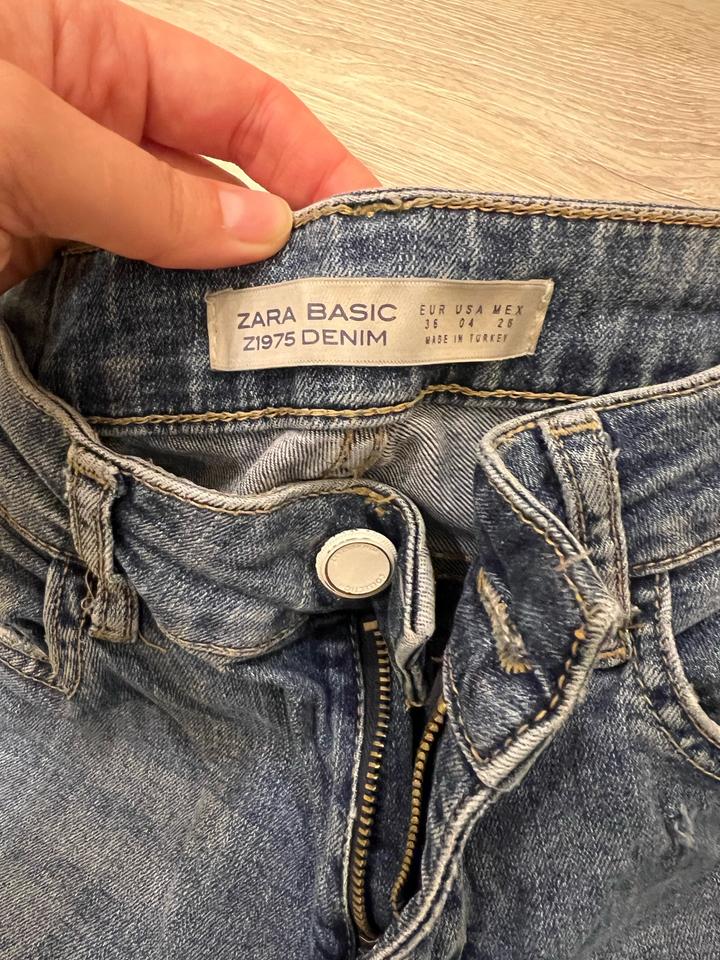 ZARA BASIC
Z1975 DENIM
EUR USA MEX
36 04 26
MADE IN TURKEY